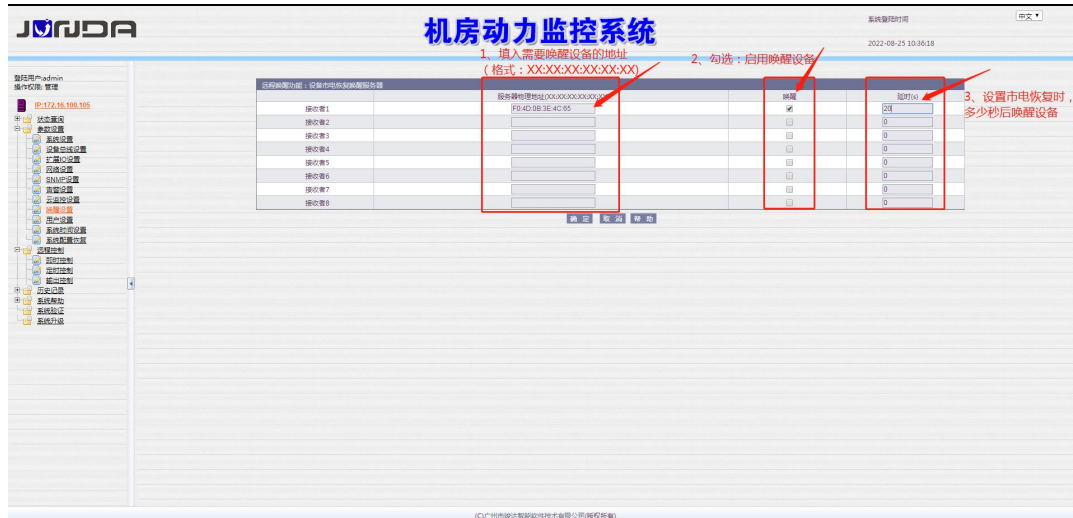 JUNDA
机房动力监控系统
系统登陆时间
中文
2022-08-25 10:36:18
1、填入需要唤醒设备的地址
(格式：XX:XX:XX:XX:XX:XX)
2、勾选：启用唤醒设备
3、设置市电恢复时，
多少秒后唤醒设备
登陆用户:admin
操作权限: 管理
IP:172.16.100.105
状态查询
参数设置
系统设置
设备总线设置
扩展IO设置
网络设置
SNMP设置
告警设置
云监控设置
唤醒设置
用户设置
系统时间设置
系统配置恢复
远程控制
即时控制
定时控制
输出控制
历史记录
系统帮助
系统验证
系统升级
远程唤醒功能：设备市电恢复唤醒服务器
服务器物理地址(XX:XX:XX:XX:XX:XX) 唤醒 延时(s)
接收者1 F0:4D:0B:3E:4C:65 20
接收者2 0
接收者3 0
接收者4 0
接收者5 0
接收者6 0
接收者7 0
接收者8 0
确 定 取 消 帮 助
(C)广州市骏达智能软件技术有限公司(版权所有)